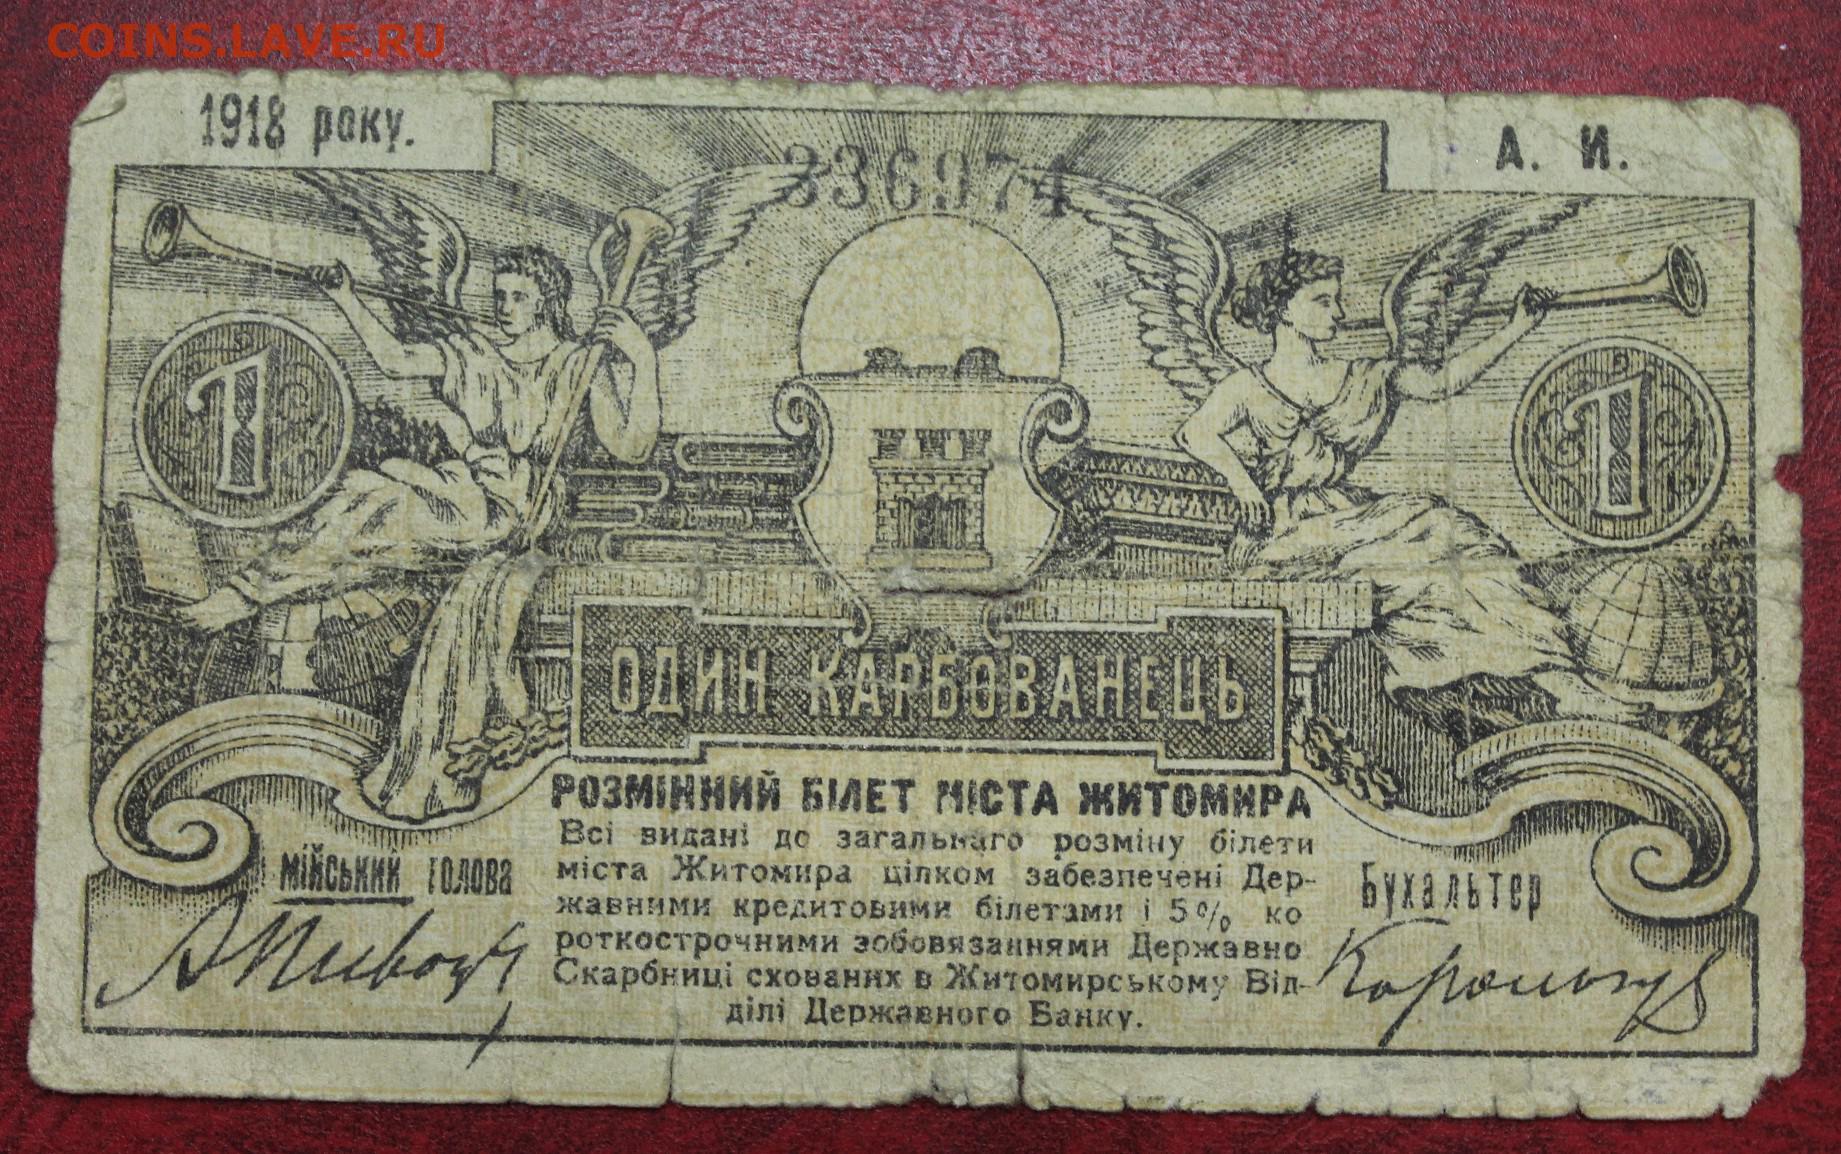 COINS.LAVE.RU
1918 року.
А. И.
336974
1
1
ОДИН КАРБОВАНЕЦЬ
РОЗМІННИЙ БІЛЕТ МІСТА ЖИТОМИРА
Всі видані до загальнаго розміну білети
міста Житомира цілком забезпечені Дер-
жавними кредитовими білетами і 5% ко
роткострочними зобовязаннями Державно
Скарбниці схованих в Житомирському Від-
ділі Державного Банку.
мійський голова
Бухальтер